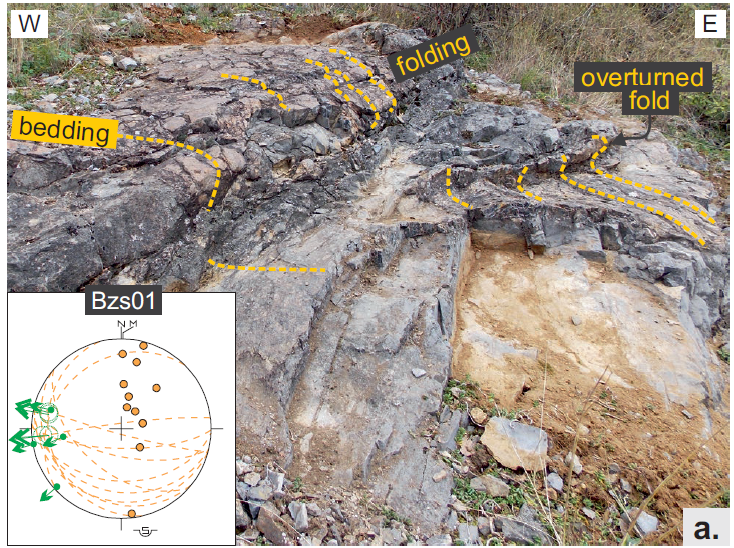 W
E
folding
overturned
fold
bedding
Bzs01
N M
S
a.